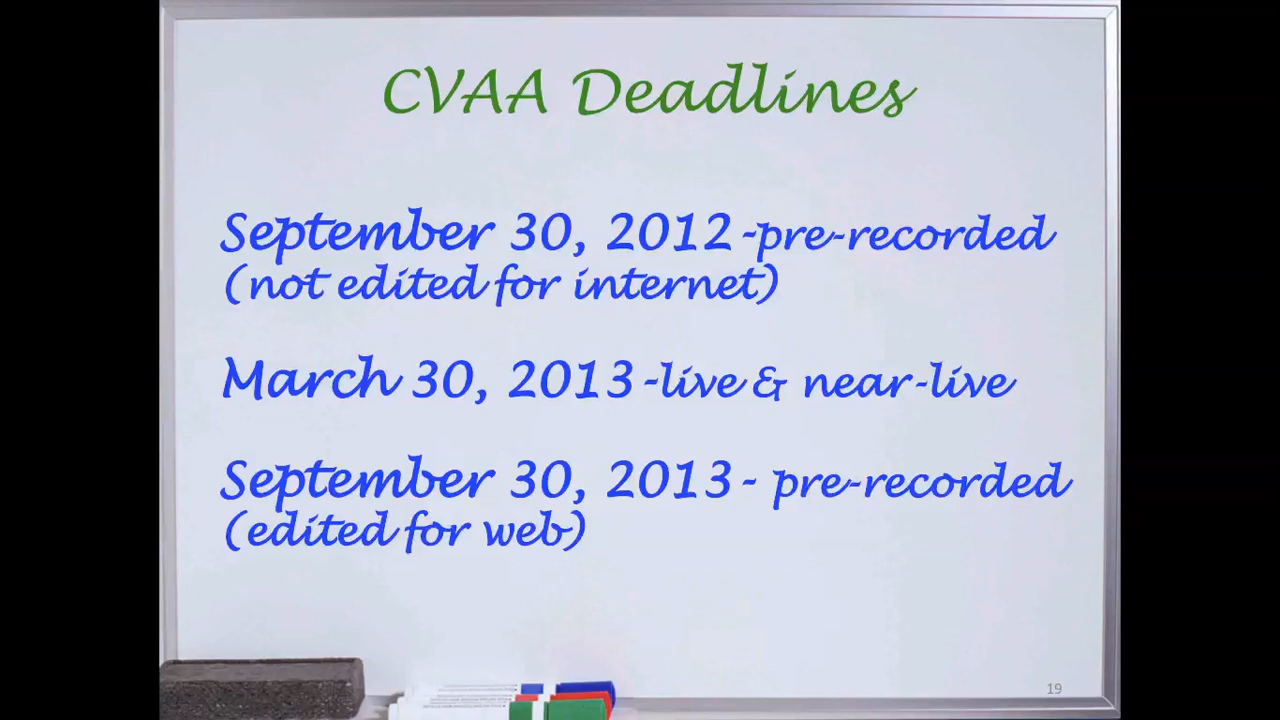 CVAA Deadlines
September 30, 2012-pre-recorded
(not edited for internet)
March 30, 2013-live & near-live
September 30, 2013- pre-recorded
(edited for web)
19